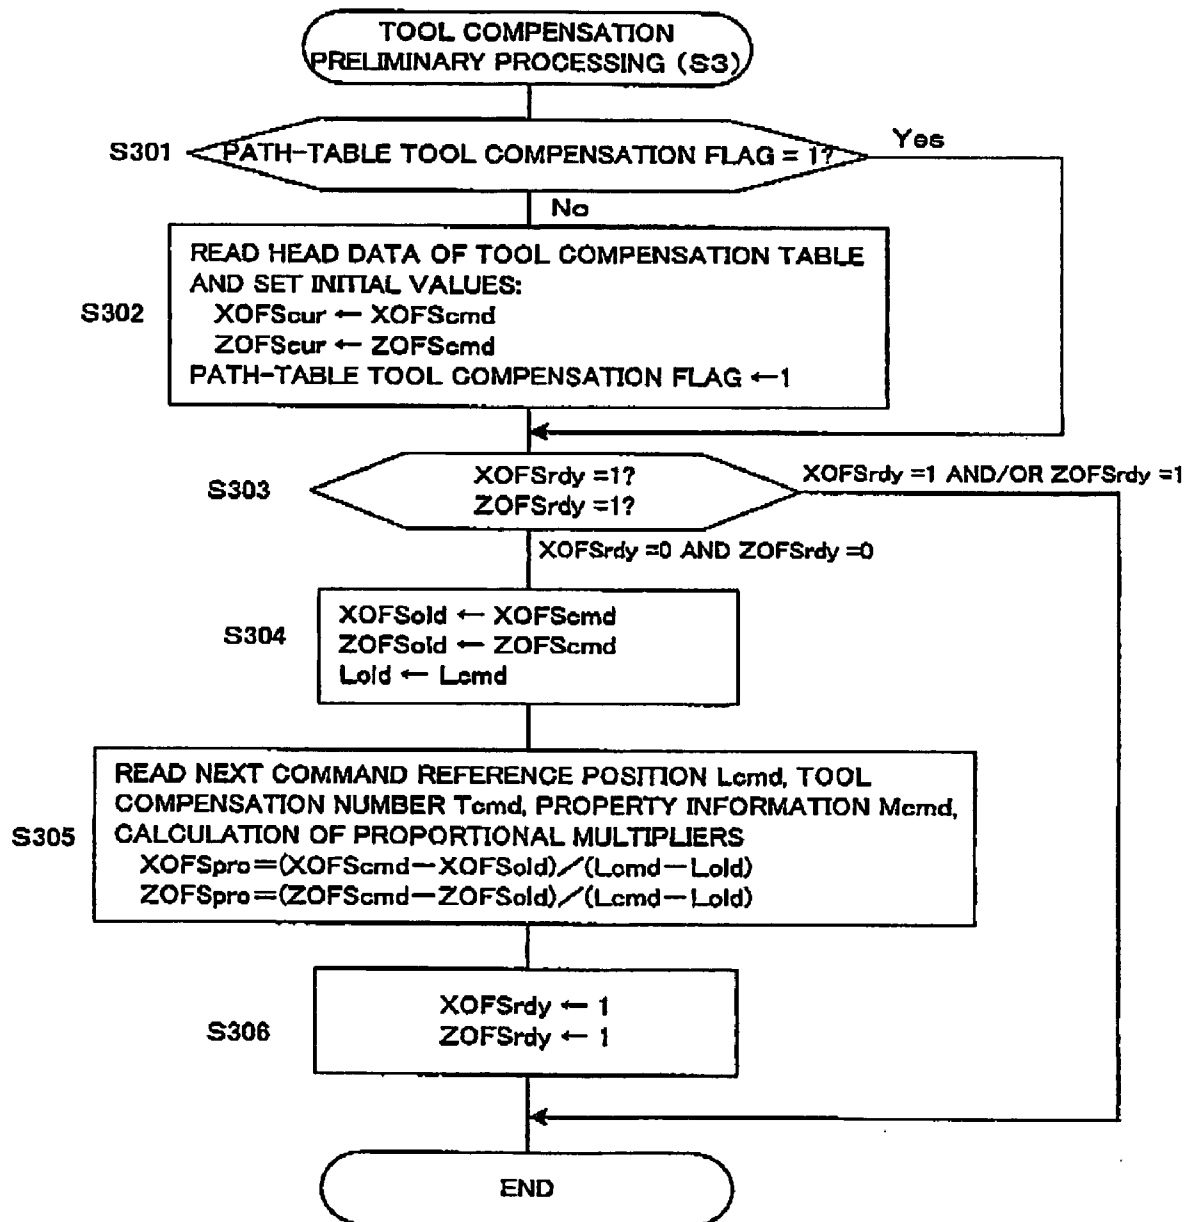 TOOL COMPENSATION
PRELIMINARY PROCESSING (S3)
S301
PATH-TABLE TOOL COMPENSATION FLAG = 1?
Yes
No
S302
READ HEAD DATA OF TOOL COMPENSATION TABLE
AND SET INITIAL VALUES:
XOFScur ← XOFScmd
ZOFScur ← ZOFScmd
PATH-TABLE TOOL COMPENSATION FLAG ←1
S303
XOFSrdy =1?
ZOFSrdy =1?
XOFSrdy =1 AND/OR ZOFSrdy =1
XOFSrdy =0 AND ZOFSrdy =0
S304
XOFSold ← XOFScmd
ZOFSold ← ZOFScmd
Lold ← Lcmd
S305
READ NEXT COMMAND REFERENCE POSITION Lcmd, TOOL
COMPENSATION NUMBER Tcmd, PROPERTY INFORMATION Mcmd,
CALCULATION OF PROPORTIONAL MULTIPLIERS
XOFSpro=(XOFScmd-XOFSold)/(Lcmd-Lold)
ZOFSpro=(ZOFScmd-ZOFSold)/(Lcmd-Lold)
S306
XOFSrdy ← 1
ZOFSrdy ← 1
END